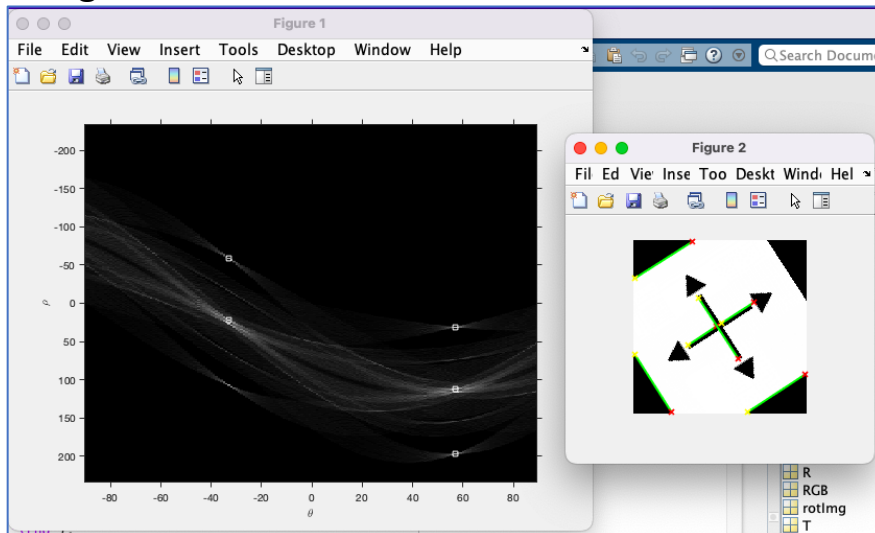 Figure 1
File Edit View Insert Tools Desktop Window Help
Search Docume
-200
-150
-100
-50
0
50
100
150
200
ρ
-80 -60 -40 -20 0 20 40 60 80
θ
Figure 2
Fil Ed Vie Inse Too Deskt Wind Hel
R
RGB
rotImg
T